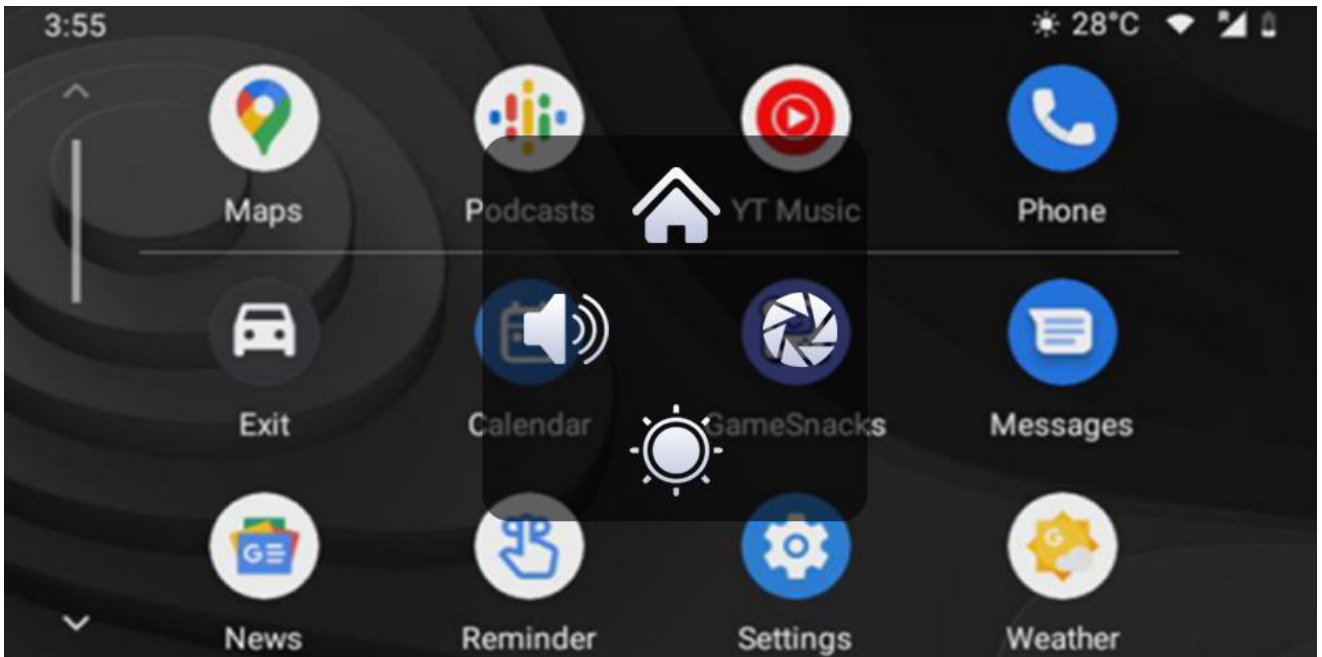 3:55 28°C R
Maps Podcasts YT Music Phone
Exit Calendar GameSnacks Messages
G
G
News Reminder Settings Weather